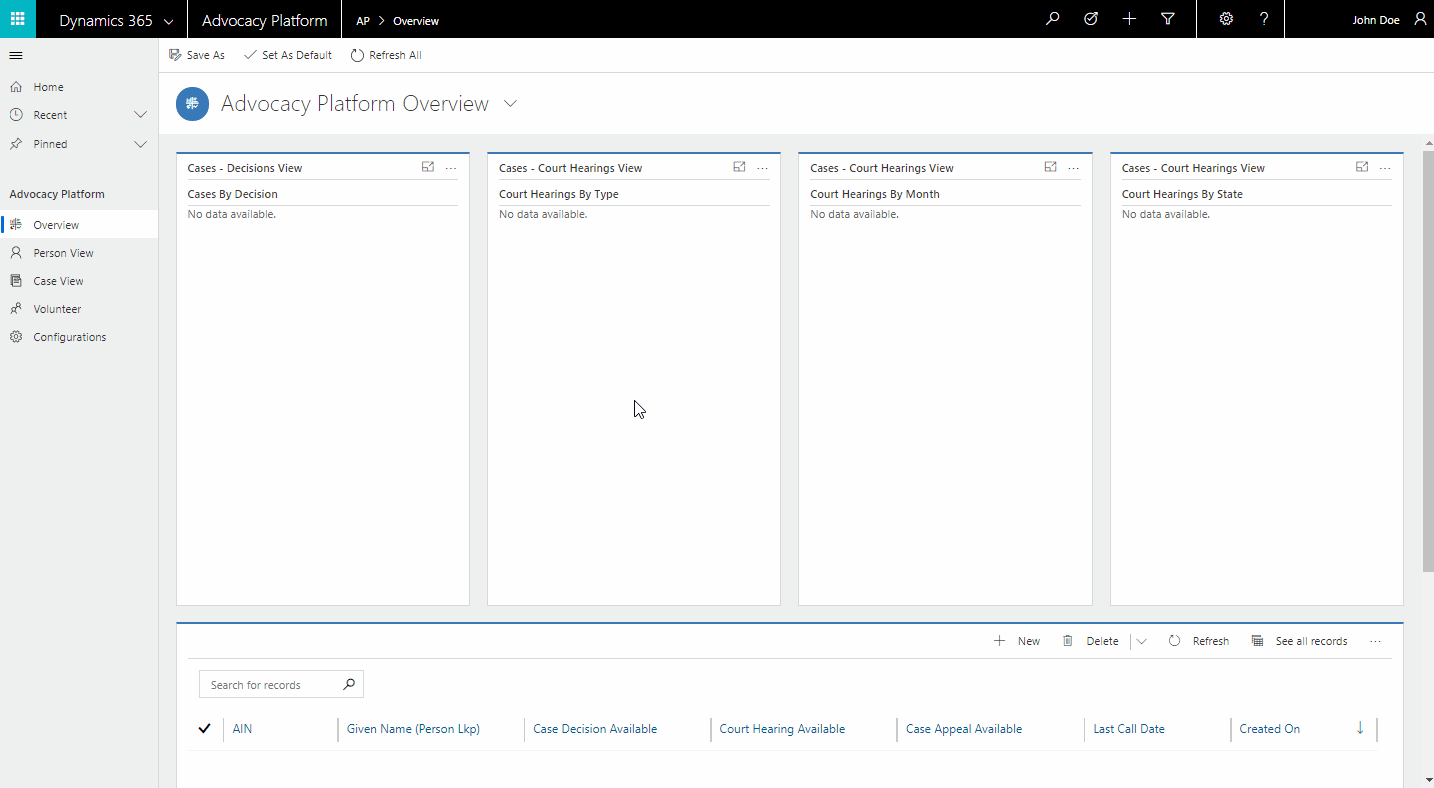 Dynamics 365 Advocacy Platform AP > Overview ? John Doe
Save As Set As Default Refresh All
Home
Recent
Pinned
Advocacy Platform
Overview
Person View
Case View
Volunteer
Configurations
Advocacy Platform Overview
Cases - Decisions View ...
Cases By Decision
No data available.
Cases - Court Hearings View ...
Court Hearings By Type
No data available.
Cases - Court Hearings View ...
Court Hearings By Month
No data available.
Cases - Court Hearings View ...
Court Hearings By State
No data available.
New Delete Refresh See all records ...
Search for records
AIN Given Name (Person Lkp) Case Decision Available Court Hearing Available Case Appeal Available Last Call Date Created On